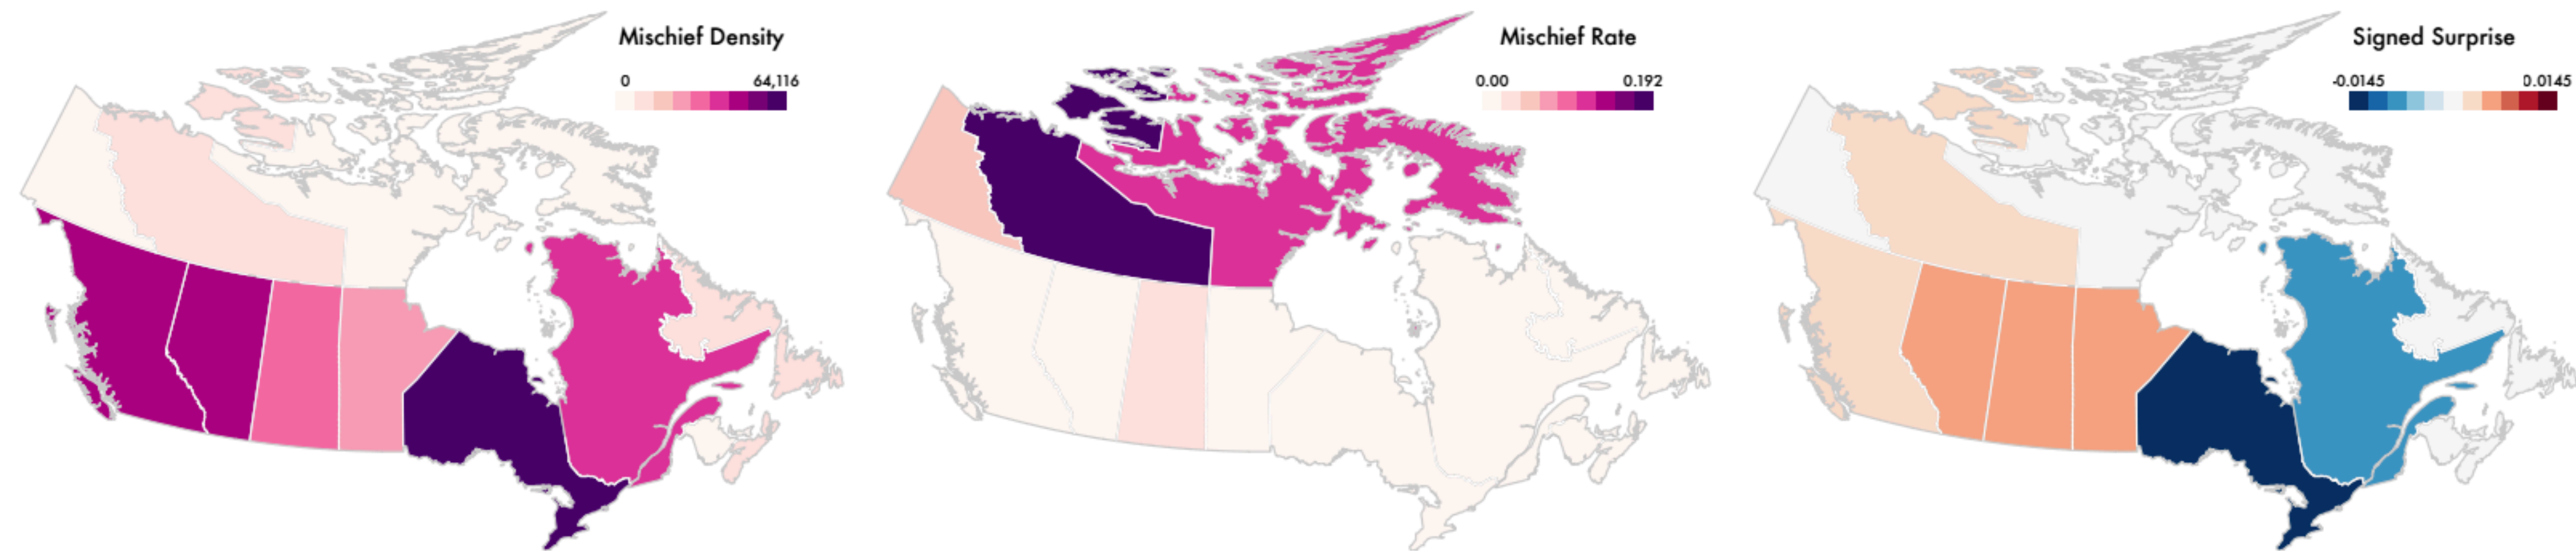 Mischief Density
0 64,116
Mischief Rate
0.00 0.192
Signed Surprise
-0.0145 0.0145